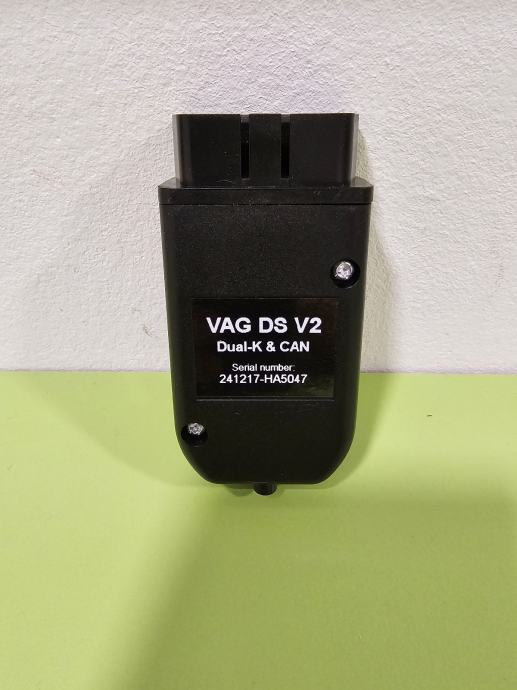 VAG DS V2
Dual-K & CAN
Serial number:
241217-HA5047